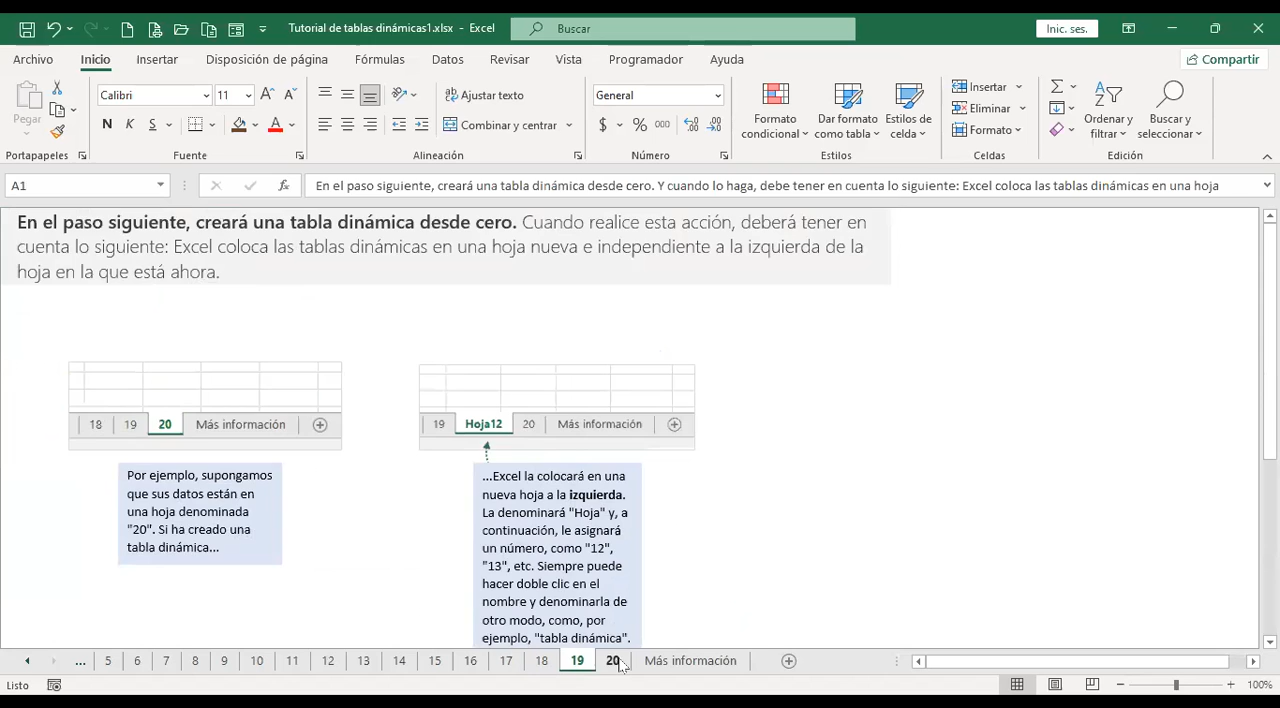 Tutorial de tablas dinámicas1.xlsx - Excel
Buscar
Inic. ses.
Archivo Inicio Insertar Disposición de página Fórmulas Datos Revisar Vista Programador Ayuda
Compartir
Pegar
Calibri 11
N K S
Ajustar texto
Combinar y centrar
General
$ % 000
Formato condicional
Dar formato como tabla
Estilos de celda
Insertar
Eliminar
Formato
Ordenar y filtrar
Buscar y seleccionar
Portapapeles Fuente Alineación Número Estilos Celdas Edición
A1
En el paso siguiente, creará una tabla dinámica desde cero. Y cuando lo haga, debe tener en cuenta lo siguiente: Excel coloca las tablas dinámicas en una hoja
En el paso siguiente, creará una tabla dinámica desde cero. Cuando realice esta acción, deberá tener en
cuenta lo siguiente: Excel coloca las tablas dinámicas en una hoja nueva e independiente a la izquierda de la
hoja en la que está ahora.
18 19 20 Más información
19 Hoja12 20 Más información
Por ejemplo, supongamos
que sus datos están en
una hoja denominada
"20". Si ha creado una
tabla dinámica...
...Excel la colocará en una
nueva hoja a la izquierda.
La denominará "Hoja" y, a
continuación, le asignará
un número, como "12",
"13", etc. Siempre puede
hacer doble clic en el
nombre y denominarla de
otro modo, como, por
ejemplo, "tabla dinámica".
... 5 6 7 8 9 10 11 12 13 14 15 16 17 18 19 20 Más información
Listo
100%